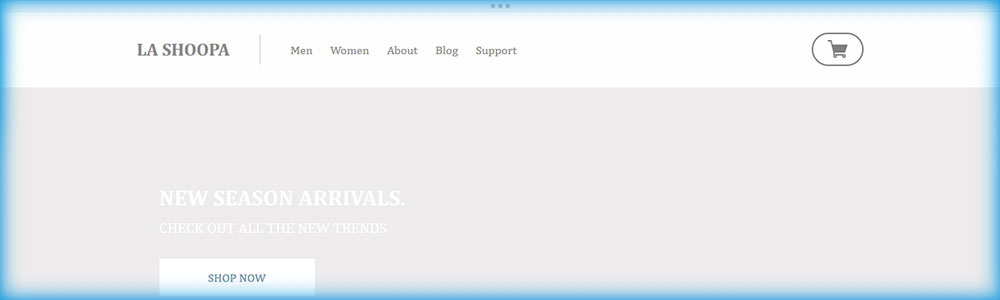 LA SHOOPA Men Women About Blog Support
NEW SEASON ARRIVALS.
CHECK OUT ALL THE NEW TRENDS
SHOP NOW